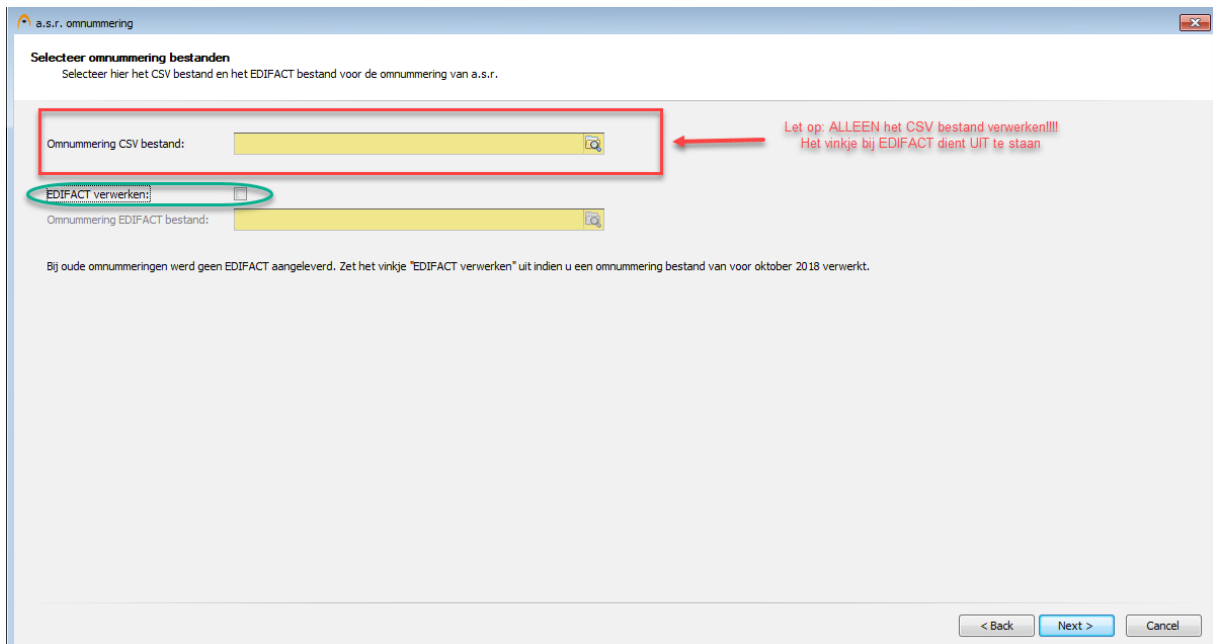 a.s.r. omnummering
Selecteer omnummering bestanden
Selecteer hier het CSV bestand en het EDIFACT bestand voor de omnummering van a.s.r.
Omnummering CSV bestand:
Let op: ALLEEN het CSV bestand verwerken!!!!
Het vinkje bij EDIFACT dient UIT te staan
EDIFACT verwerken:
Omnummering EDIFACT bestand:
Bij oude omnummeringen werd geen EDIFACT aangeleverd. Zet het vinkje "EDIFACT verwerken" uit indien u een omnummering bestand van voor oktober 2018 verwerkt.
< Back Next > Cancel